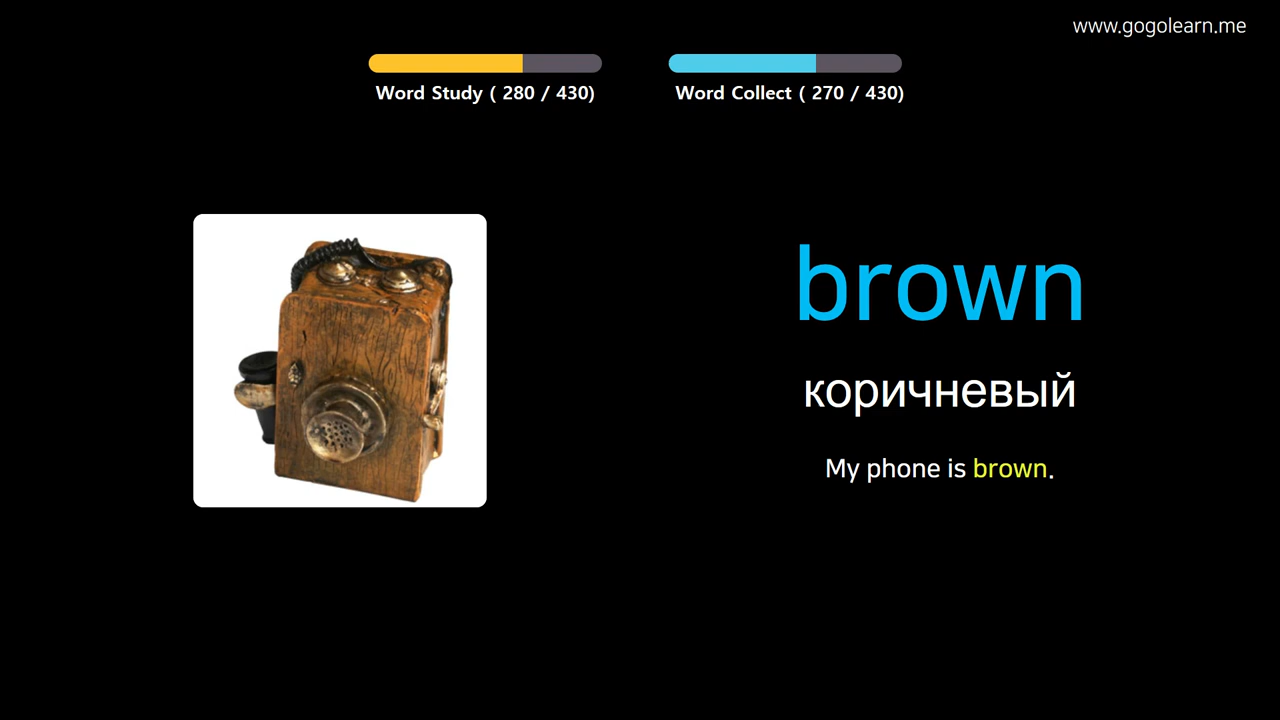 www.gogolearn.me
Word Study ( 280 / 430)
Word Collect ( 270 / 430)
brown
коричневый
My phone is brown.